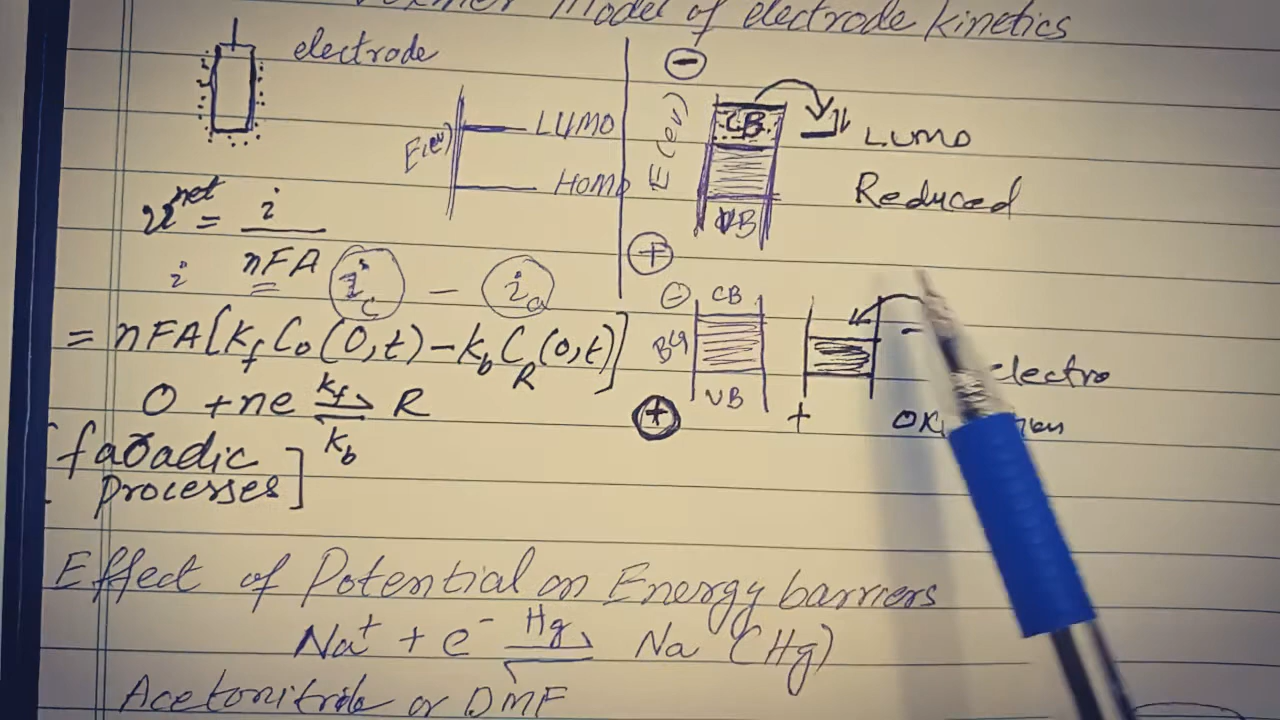 Model of electrode kinetics
electrode
E(ev)
LUMO
HOMO
v^net = i / nFA
i
i_c - i_a
= nFA[K_f C_O (0,t) - k_b C_R (0,t)]
O + ne ⇌ R
K_f
k_b
[faradic
processes]
⊖
E(ev)
CB
VB
⊕
LUMO
Reduced
⊖
CB
VB
⊕
+
-
electro
Effect of Potential on Energy barriers
Na⁺ + e⁻ ⇌ Na (Hg)
Hg
Acetonitrile or DMF